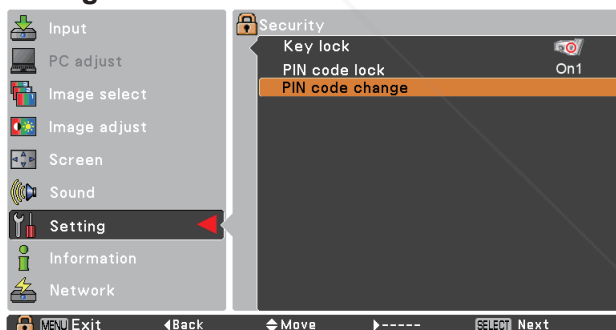 Input
PC adjust
Image select
Image adjust
Screen
Sound
Setting
Information
Network
Security
Key lock
PIN code lock On1
PIN code change
MENU Exit Back Move ----- SELECT Next